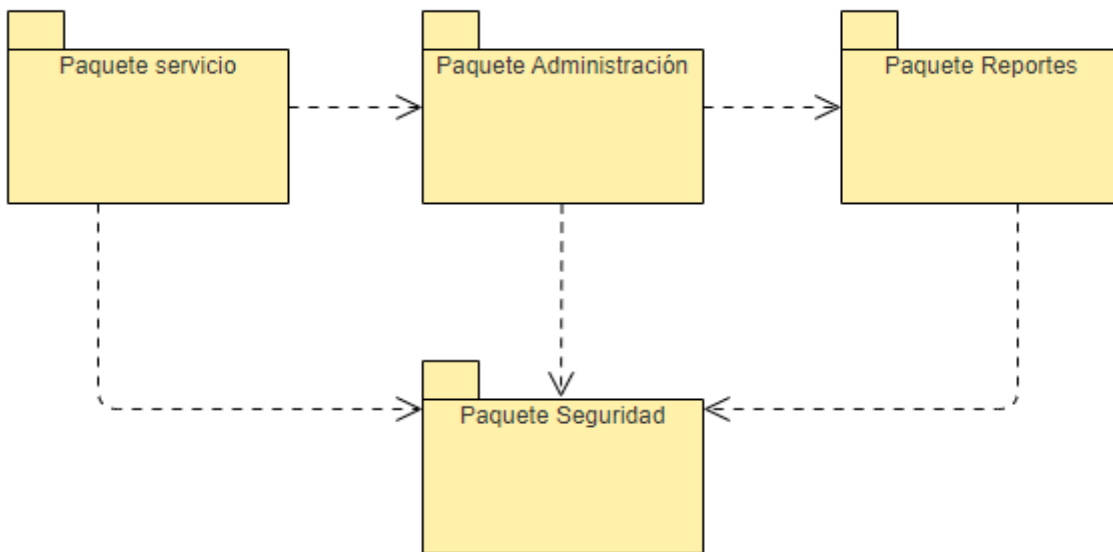 Paquete servicio
Paquete Administración
Paquete Reportes
Paquete Seguridad